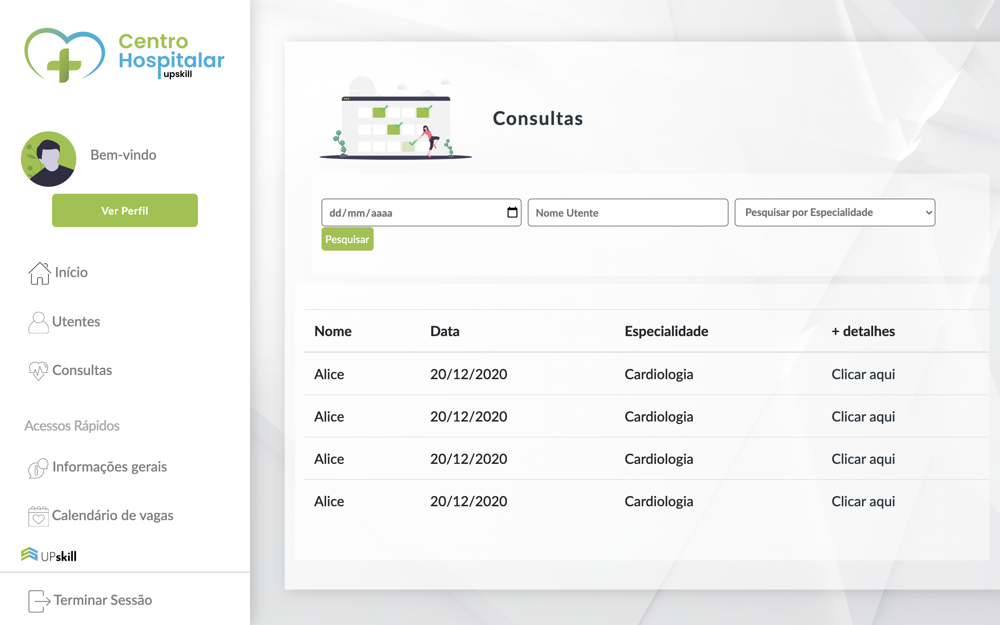 Centro
Hospitalar
upskill
Bem-vindo
Ver Perfil
Início
Utentes
Consultas
Acessos Rápidos
Informações gerais
Calendário de vagas
UPskill
Terminar Sessão
Consultas
dd/mm/aaaa Nome Utente Pesquisar por Especialidade
Pesquisar
Nome Data Especialidade + detalhes
Alice 20/12/2020 Cardiologia Clicar aqui
Alice 20/12/2020 Cardiologia Clicar aqui
Alice 20/12/2020 Cardiologia Clicar aqui
Alice 20/12/2020 Cardiologia Clicar aqui